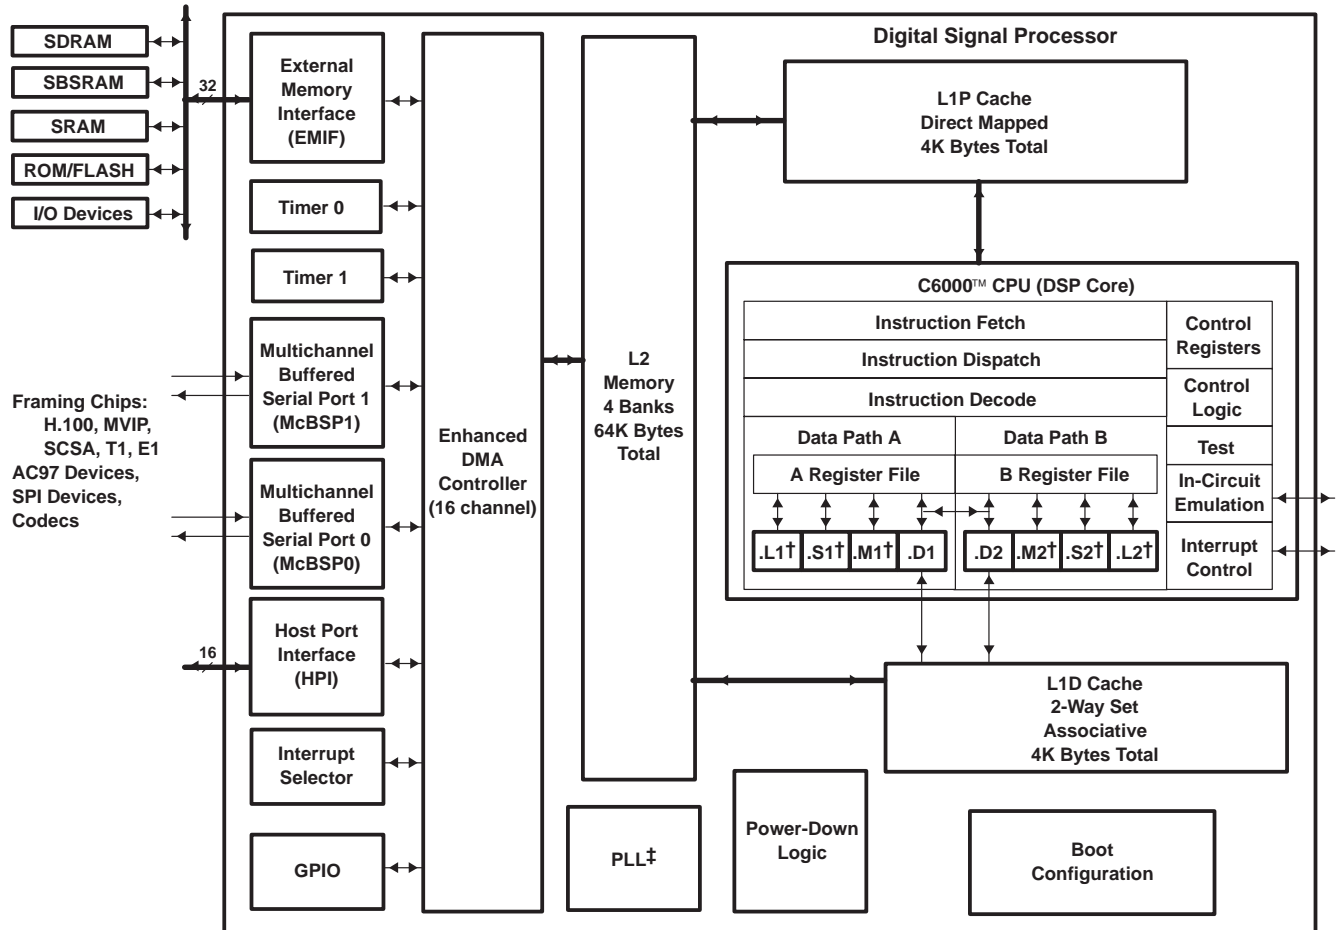 Digital Signal Processor
SDRAM
SBSRAM
SRAM
ROM/FLASH
I/O Devices
32
External
Memory
Interface
(EMIF)
Timer 0
Timer 1
Framing Chips:
H.100, MVIP,
SCSA, T1, E1
AC97 Devices,
SPI Devices,
Codecs
Multichannel
Buffered
Serial Port 1
(McBSP1)
Multichannel
Buffered
Serial Port 0
(McBSP0)
16
Host Port
Interface
(HPI)
Interrupt
Selector
GPIO
Enhanced
DMA
Controller
(16 channel)
L2
Memory
4 Banks
64K Bytes
Total
PLL‡
L1P Cache
Direct Mapped
4K Bytes Total
C6000™ CPU (DSP Core)
Instruction Fetch
Instruction Dispatch
Instruction Decode
Data Path A
Data Path B
A Register File
B Register File
.L1† .S1† .M1† .D1
.D2 .M2† .S2† .L2†
Control
Registers
Control
Logic
Test
In-Circuit
Emulation
Interrupt
Control
L1D Cache
2-Way Set
Associative
4K Bytes Total
Power-Down
Logic
Boot
Configuration